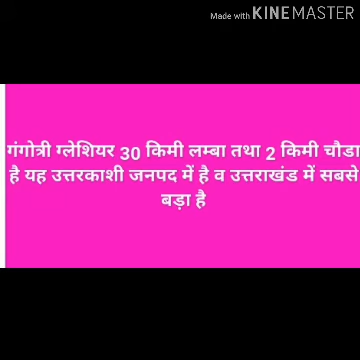 Made with KINEMASTER
गंगोत्री ग्लेशियर 30 किमी लम्बा तथा 2 किमी चौडा
है यह उत्तरकाशी जनपद में है व उत्तराखंड में सबसे
बड़ा है